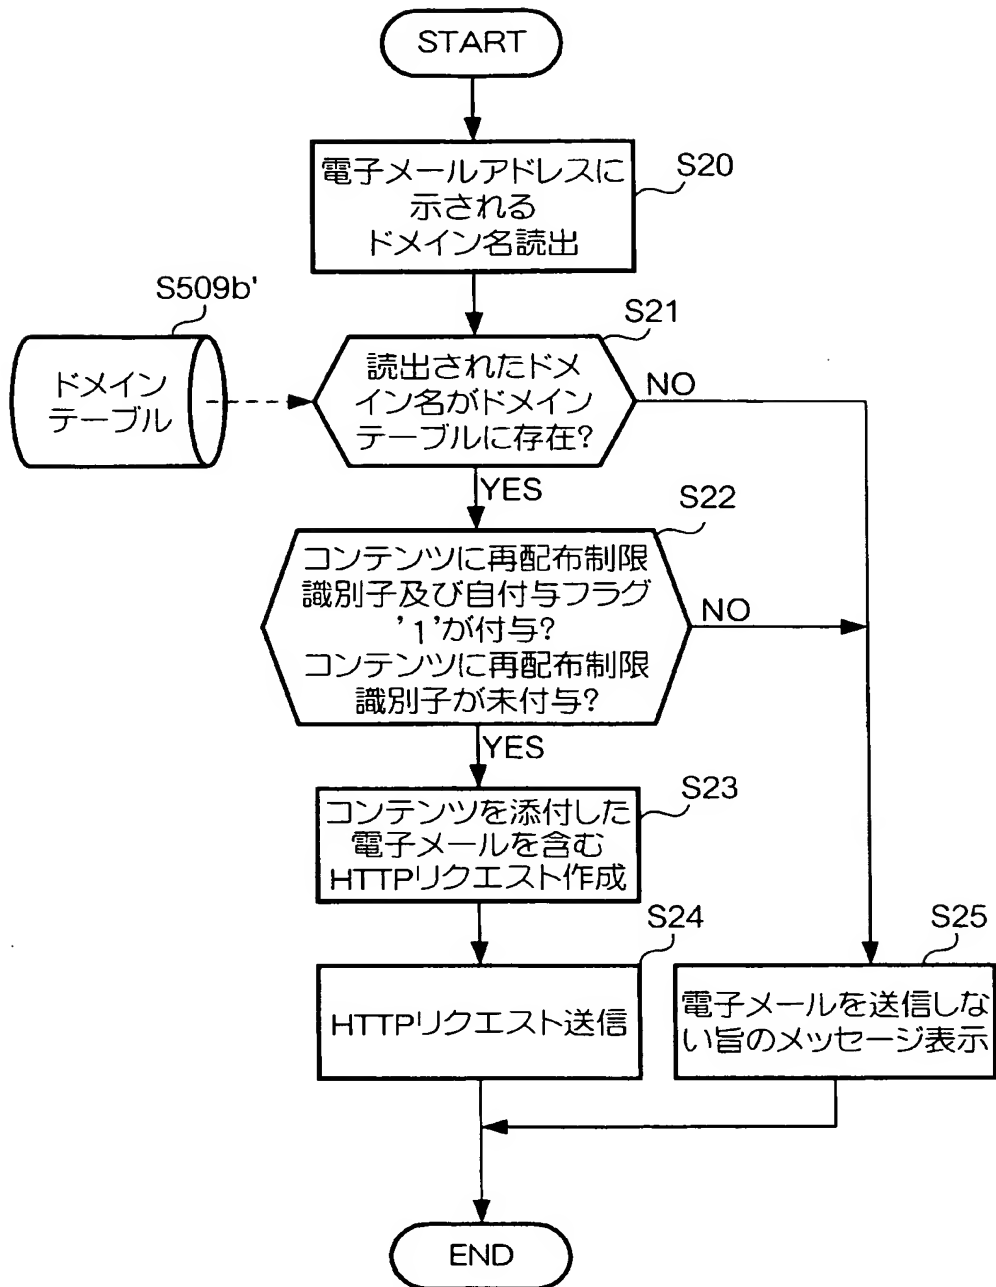 START
電子メールアドレスに
示される
ドメイン名読出
S20
S509b'
ドメイン
テーブル
S21
読出されたドメ
イン名がドメイン
テーブルに存在?
NO
YES
S22
コンテンツに再配布制限
識別子及び自付与フラグ
'1'が付与?
コンテンツに再配布制限
識別子が未付与?
NO
YES
S23
コンテンツを添付した
電子メールを含む
HTTPリクエスト作成
S24
HTTPリクエスト送信
S25
電子メールを送信しな
い旨のメッセージ表示
END